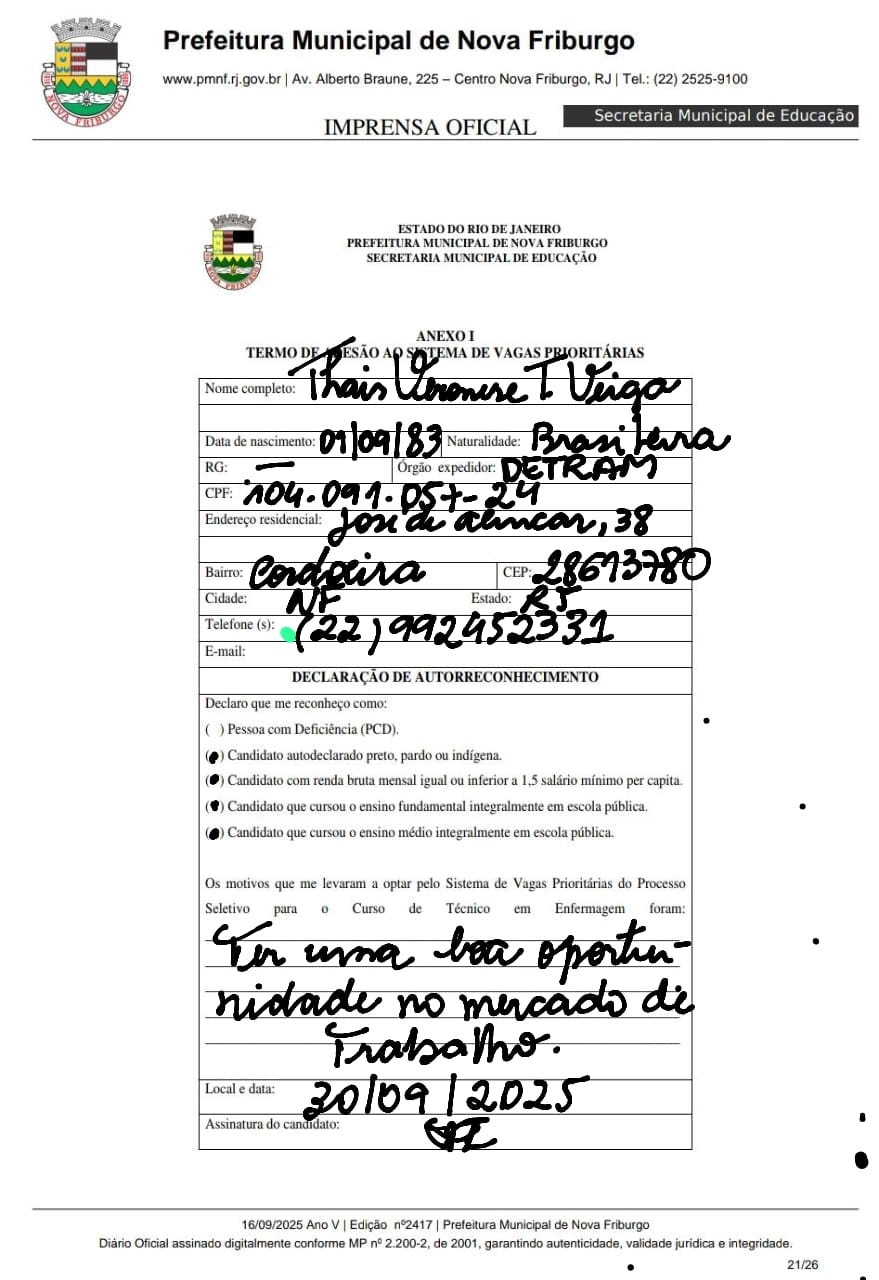 Prefeitura Municipal de Nova Friburgo
www.pmnf.rj.gov.br | Av. Alberto Braune, 225 – Centro Nova Friburgo, RJ | Tel.: (22) 2525-9100
IMPRENSA OFICIAL
Secretaria Municipal de Educação
NOVA FRIBURGO
ESTADO DO RIO DE JANEIRO
PREFEITURA MUNICIPAL DE NOVA FRIBURGO
SECRETARIA MUNICIPAL DE EDUCAÇÃO
NOVA FRIBURGO
ANEXO I
TERMO DE ADESÃO AO SISTEMA DE VAGAS PRIORITÁRIAS
Nome completo: Thais Veronese T. Veiga
Data de nascimento: 01/09/83 Naturalidade: Brasileira
RG: — Órgão expedidor: DETRAM
CPF: 104.091.057-24
Endereço residencial: José de Alencar, 38
Bairro: Cordoeira CEP: 28613780
Cidade: NF Estado: RJ
Telefone (s): (22) 992452331
E-mail:
DECLARAÇÃO DE AUTORRECONHECIMENTO
Declaro que me reconheço como:
( ) Pessoa com Deficiência (PCD).
(●) Candidato autodeclarado preto, pardo ou indígena.
(●) Candidato com renda bruta mensal igual ou inferior a 1,5 salário mínimo per capita.
(●) Candidato que cursou o ensino fundamental integralmente em escola pública.
(●) Candidato que cursou o ensino médio integralmente em escola pública.
Os motivos que me levaram a optar pelo Sistema de Vagas Prioritárias do Processo
Seletivo para o Curso de Técnico em Enfermagem foram:
Ter uma boa oportu-
nidade no mercado de
Trabalho.
Local e data: 30/09/2025
Assinatura do candidato:
16/09/2025 Ano V | Edição nº2417 | Prefeitura Municipal de Nova Friburgo
Diário Oficial assinado digitalmente conforme MP nº 2.200-2, de 2001, garantindo autenticidade, validade jurídica e integridade.
21/26